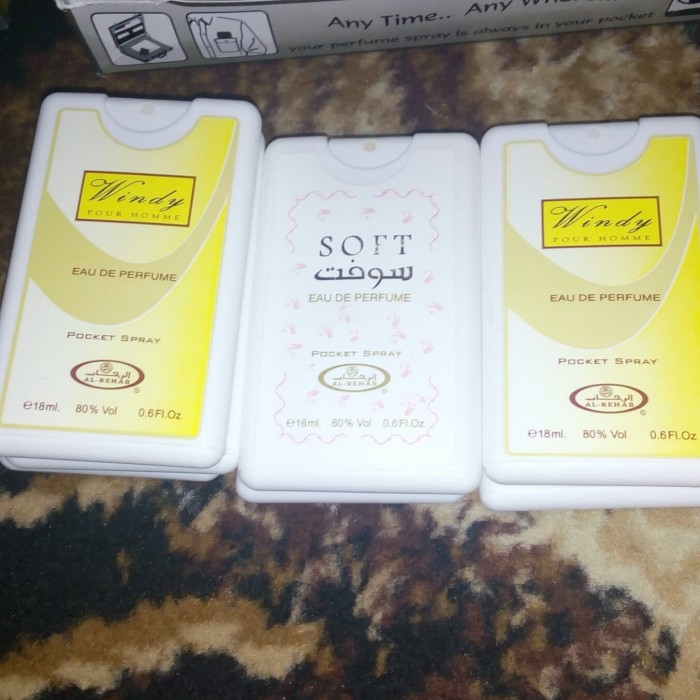 Any Time.. Any
your perfume spray is always in your pocket
Windy
POUR HOMME
EAU DE PERFUME
POCKET SPRAY
الرحاب
AL-REHAB
℮18ml. 80% Vol 0.6Fl.Oz
SOFT
سوفت
EAU DE PERFUME
POCKET SPRAY
الرحاب
AL-REHAB
℮18ml. 80% Vol 0.6Fl.Oz
Windy
POUR HOMME
EAU DE PERFUME
POCKET SPRAY
الرحاب
AL-REHAB
℮18ml. 80% Vol 0.6Fl.Oz